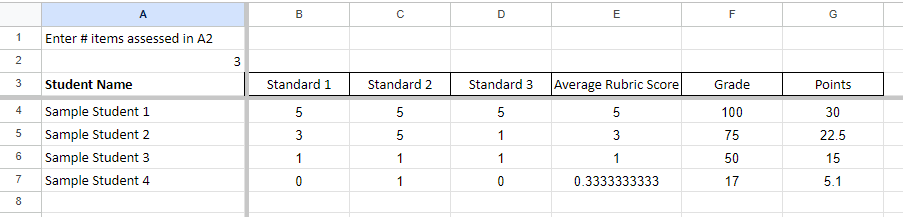 A B C D E F G
1 Enter # items assessed in A2
2 3
3 Student Name Standard 1 Standard 2 Standard 3 Average Rubric Score Grade Points
4 Sample Student 1 5 5 5 5 100 30
5 Sample Student 2 3 5 1 3 75 22.5
6 Sample Student 3 1 1 1 1 50 15
7 Sample Student 4 0 1 0 0.3333333333 17 5.1
8